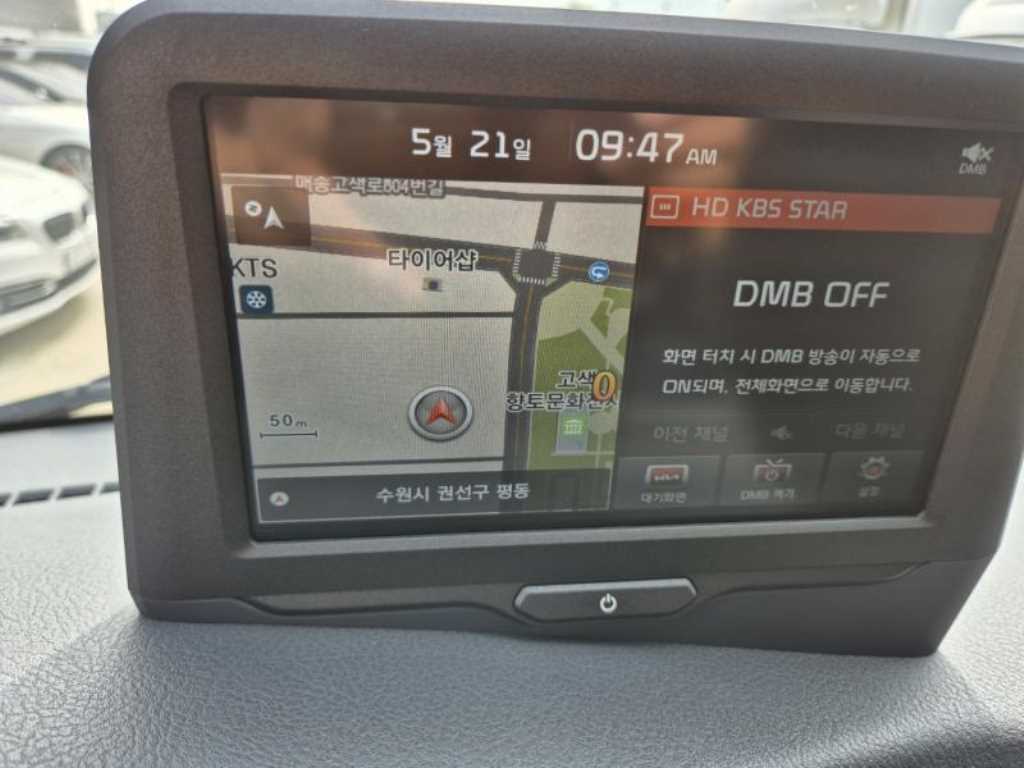 5월 21일 09:47 AM
DMB
매송고색로804번길
HD KBS STAR
타이어샵
KTS
DMB OFF
화면 터치 시 DMB 방송이 자동으로
ON되며, 전체화면으로 이동합니다.
고색
향토문화전시
50m
이전 채널
다음 채널
수원시 권선구 평동
대기화면
DMB 켜기
설정